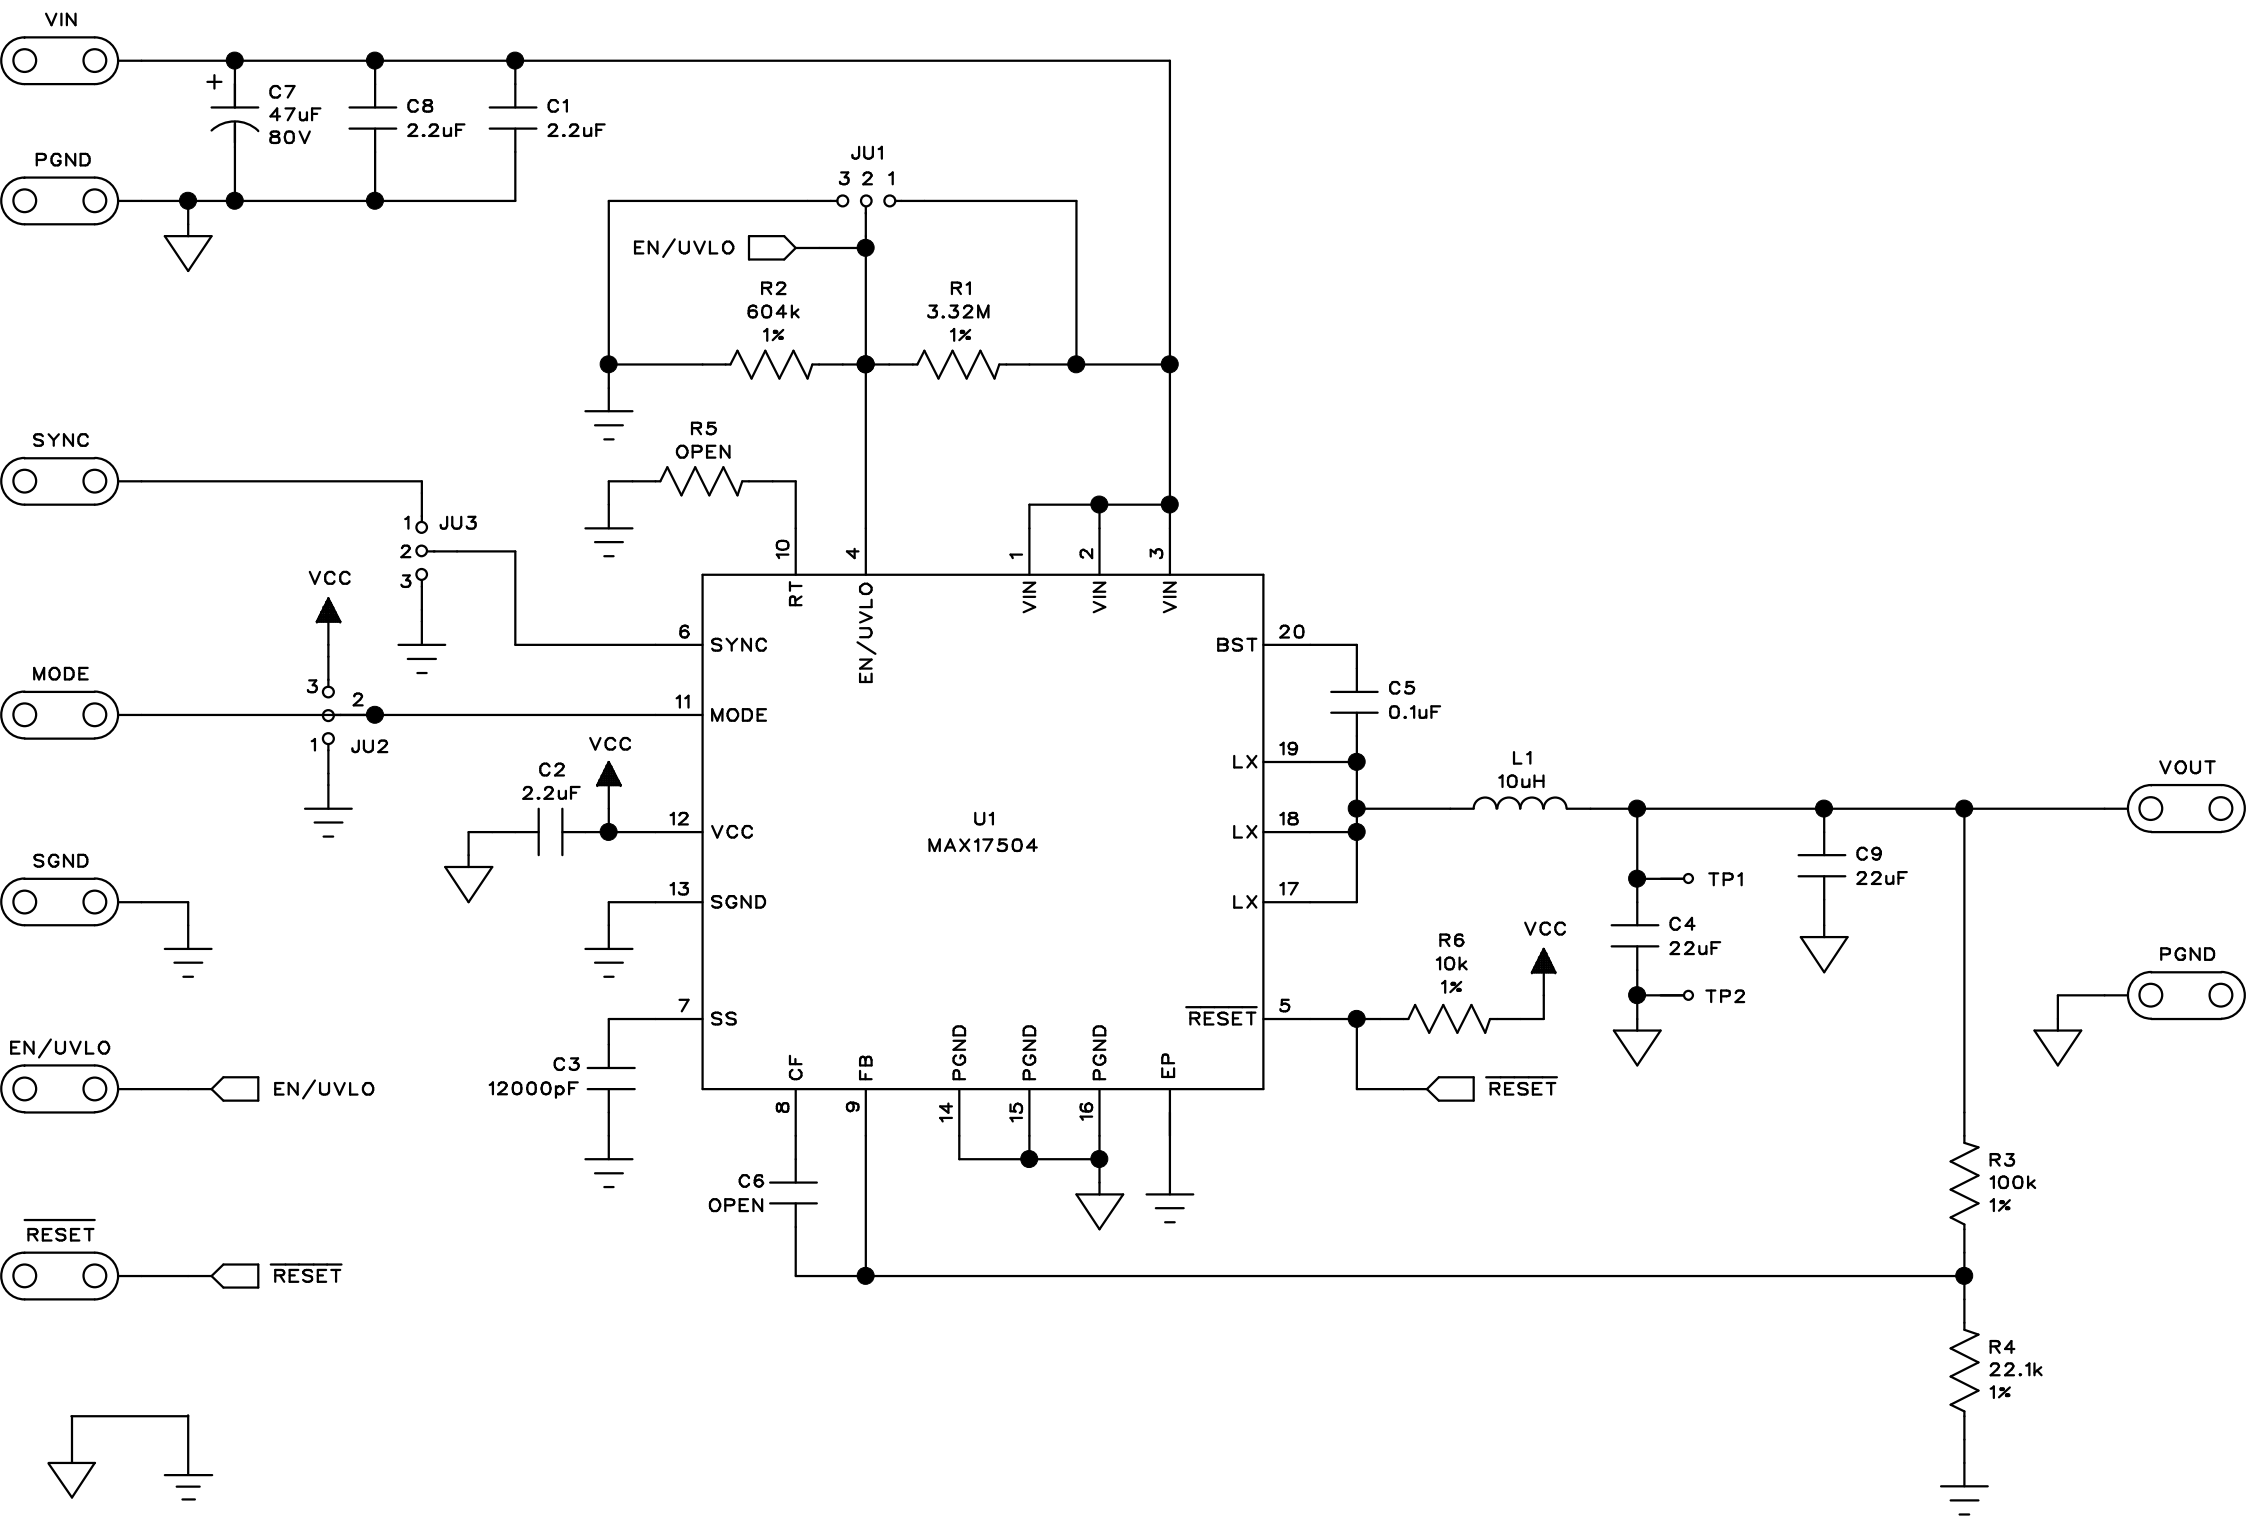 VIN
+
C7
47uF
80V
C8
2.2uF
C1
2.2uF
PGND
JU1
3 2 1
EN/UVLO
R2
604k
1%
R1
3.32M
1%
SYNC
R5
OPEN
1
JU3
2
3
10
4
1
2
3
VCC
RT
EN/UVLO
VIN
VIN
VIN
6
SYNC
BST
20
MODE
3
2
11
MODE
C5
0.1uF
1
JU2
VCC
C2
2.2uF
12
VCC
LX
19
L1
10uH
VOUT
U1
MAX17504
LX
18
SGND
13
SGND
LX
17
TP1
C9
22uF
C4
22uF
R6
10k
1%
VCC
PGND
TP2
7
SS
RESET
5
EN/UVLO
EN/UVLO
C3
12000pF
CF
FB
PGND
PGND
PGND
EP
RESET
8
9
14
15
16
C6
OPEN
R3
100k
1%
RESET
RESET
R4
22.1k
1%